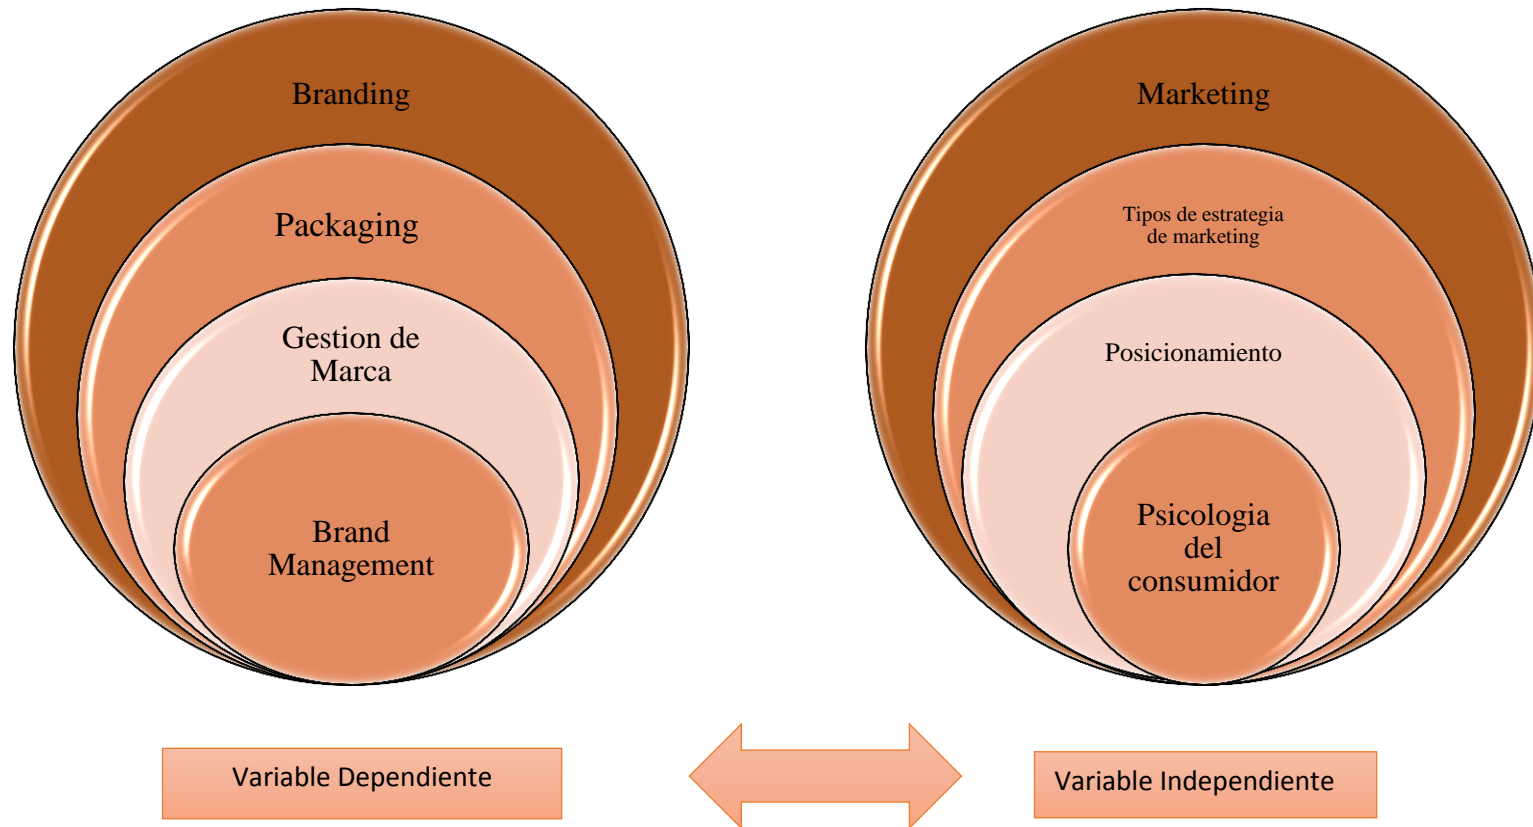 Branding
Packaging
Gestion de
Marca
Brand
Management
Marketing
Tipos de estrategia
de marketing
Posicionamiento
Psicologia
del
consumidor
Variable Dependiente
Variable Independiente